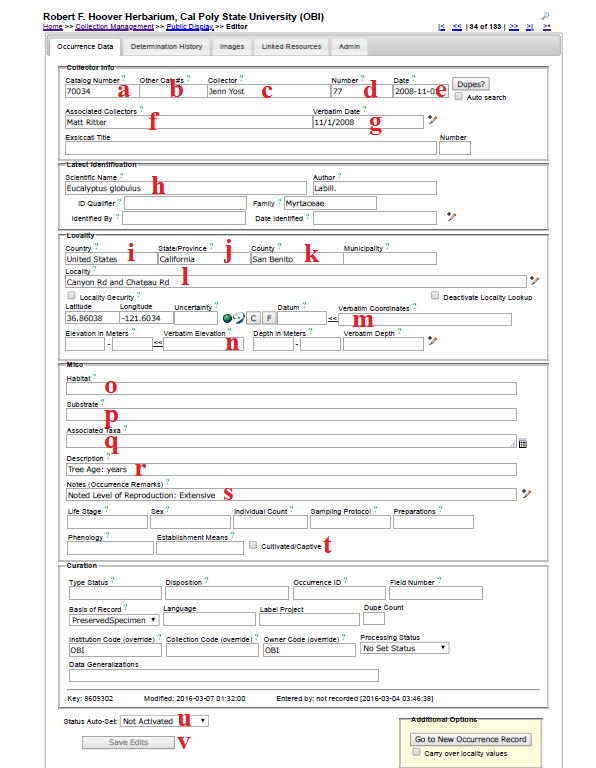 Robert F. Hoover Herbarium, Cal Poly State University (OBI)
Home >> Collection Management >> Public Display >> Editor
|< << | 34 of 133 | >> >| >*
Occurrence Data Determination History Images Linked Resources Admin
Collector Info
Catalog Number ? Other Cat. #s ? Collector ? Number ? Date ? Dupes?
70034 a b Jenn Yost c 77 d 2008-11-01 e Auto search
Associated Collectors ? Verbatim Date ?
Matt Ritter f 11/1/2008 g
Exsiccati Title Number
Latest Identification
Scientific Name ? Author ?
Eucalyptus globulus h Labill.
ID Qualifier ? Family ? Myrtaceae
Identified By ? Date Identified ?
Locality
Country ? State/Province ? County ? Municipality ?
United States i California j San Benito k
Locality ?
Canyon Rd and Chateau Rd l
Locality Security ? Deactivate Locality Lookup
Latitude Longitude Uncertainty ? Datum ? Verbatim Coordinates ?
36.86038 -121.6034 C F << m
Elevation in Meters ? Verbatim Elevation ? Depth in Meters ? Verbatim Depth ?
- << n -
Misc
Habitat ? o
Substrate ? p
Associated Taxa ? q
Description ?
Tree Age: years r
Notes (Occurrence Remarks) ?
Noted Level of Reproduction: Extensive s
Life Stage ? Sex ? Individual Count ? Sampling Protocol ? Preparations ?
Phenology ? Establishment Means ? Cultivated/Captive t
Curation
Type Status ? Disposition ? Occurrence ID ? Field Number ?
Basis of Record ? Language Label Project Dupe Count
PreservedSpecimen
Institution Code (override) ? Collection Code (override) ? Owner Code (override) ? Processing Status ?
OBI OBI No Set Status
Data Generalizations
Key: 8609302 Modified: 2016-03-07 01:32:00 Entered by: not recorded [2016-03-04 03:46:38]
Status Auto-Set: Not Activated u
Save Edits v
Additional Options
Go to New Occurrence Record
Carry over locality values